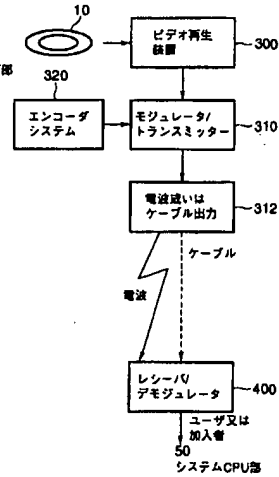 10
部
ビデオ再生
装置
300
320
エンコーダ
システム
モジュレータ/
トランスミッター
310
電波或いは
ケーブル出力
312
ケーブル
電波
レシーバ/
デモジュレータ
400
ユーザ又は
加入者
50
システムCPU部